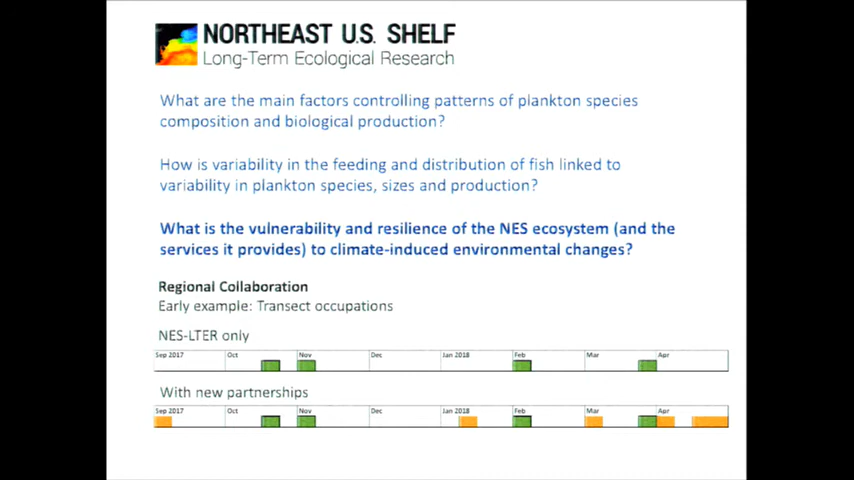 NORTHEAST U.S. SHELF
Long-Term Ecological Research
What are the main factors controlling patterns of plankton species
composition and biological production?
How is variability in the feeding and distribution of fish linked to
variability in plankton species, sizes and production?
What is the vulnerability and resilience of the NES ecosystem (and the
services it provides) to climate-induced environmental changes?
Regional Collaboration
Early example: Transect occupations
NES-LTER only
Sep 2017 Oct Nov Dec Jan 2018 Feb Mar Apr
With new partnerships
Sep 2017 Oct Nov Dec Jan 2018 Feb Mar Apr